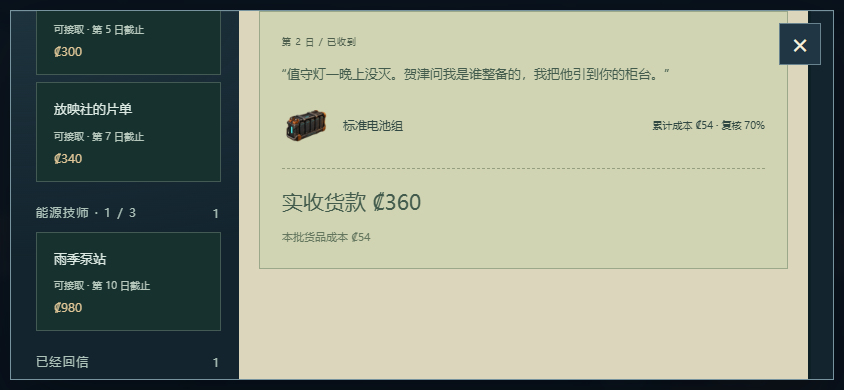 可接取 · 第 5 日截止
₡300
放映社的片单
可接取 · 第 7 日截止
₡340
能源技师 · 1 / 3
1
雨季泵站
可接取 · 第 10 日截止
₡980
已经回信
1
第 2 日 / 已收到
“值守灯一晚上没灭。贺津问我是谁整备的，我把他引到你的柜台。”
标准电池组
累计成本 ₡54 · 复核 70%
实收货款 ₡360
本批货品成本 ₡54
×